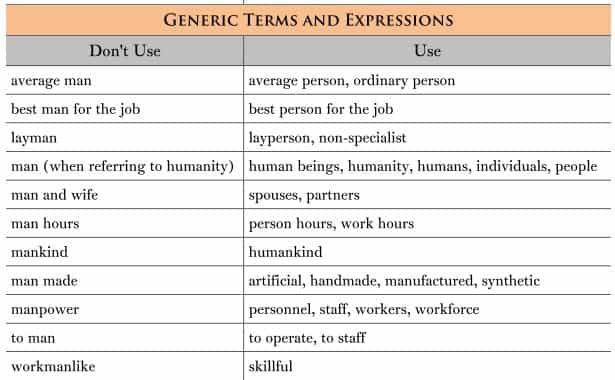 GENERIC TERMS AND EXPRESSIONS
Don't Use Use
average man average person, ordinary person
best man for the job best person for the job
layman layperson, non-specialist
man (when referring to humanity) human beings, humanity, humans, individuals, people
man and wife spouses, partners
man hours person hours, work hours
mankind humankind
man made artificial, handmade, manufactured, synthetic
manpower personnel, staff, workers, workforce
to man to operate, to staff
workmanlike skillful